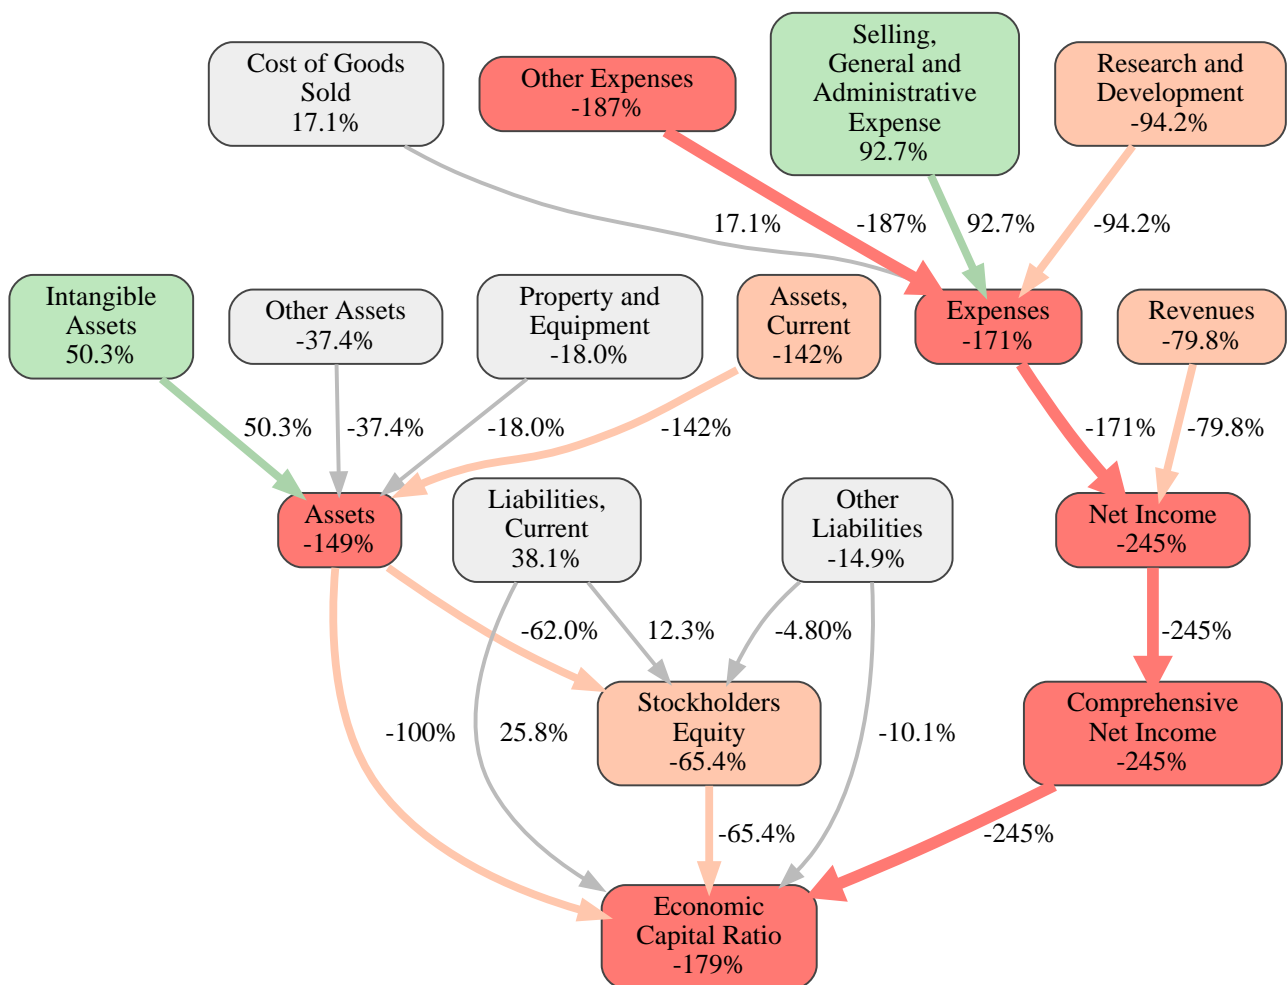 Cost of Goods
Sold
17.1%
Other Expenses
-187%
Selling,
General and
Administrative
Expense
92.7%
Research and
Development
-94.2%
17.1%
-187%
92.7%
-94.2%
Intangible
Assets
50.3%
Other Assets
-37.4%
Property and
Equipment
-18.0%
Assets,
Current
-142%
Expenses
-171%
Revenues
-79.8%
50.3%
-37.4%
-18.0%
-142%
-171%
-79.8%
Assets
-149%
Liabilities,
Current
38.1%
Other
Liabilities
-14.9%
Net Income
-245%
-62.0%
12.3%
-4.80%
-245%
-100%
25.8%
Stockholders
Equity
-65.4%
-10.1%
Comprehensive
Net Income
-245%
-65.4%
-245%
Economic
Capital Ratio
-179%